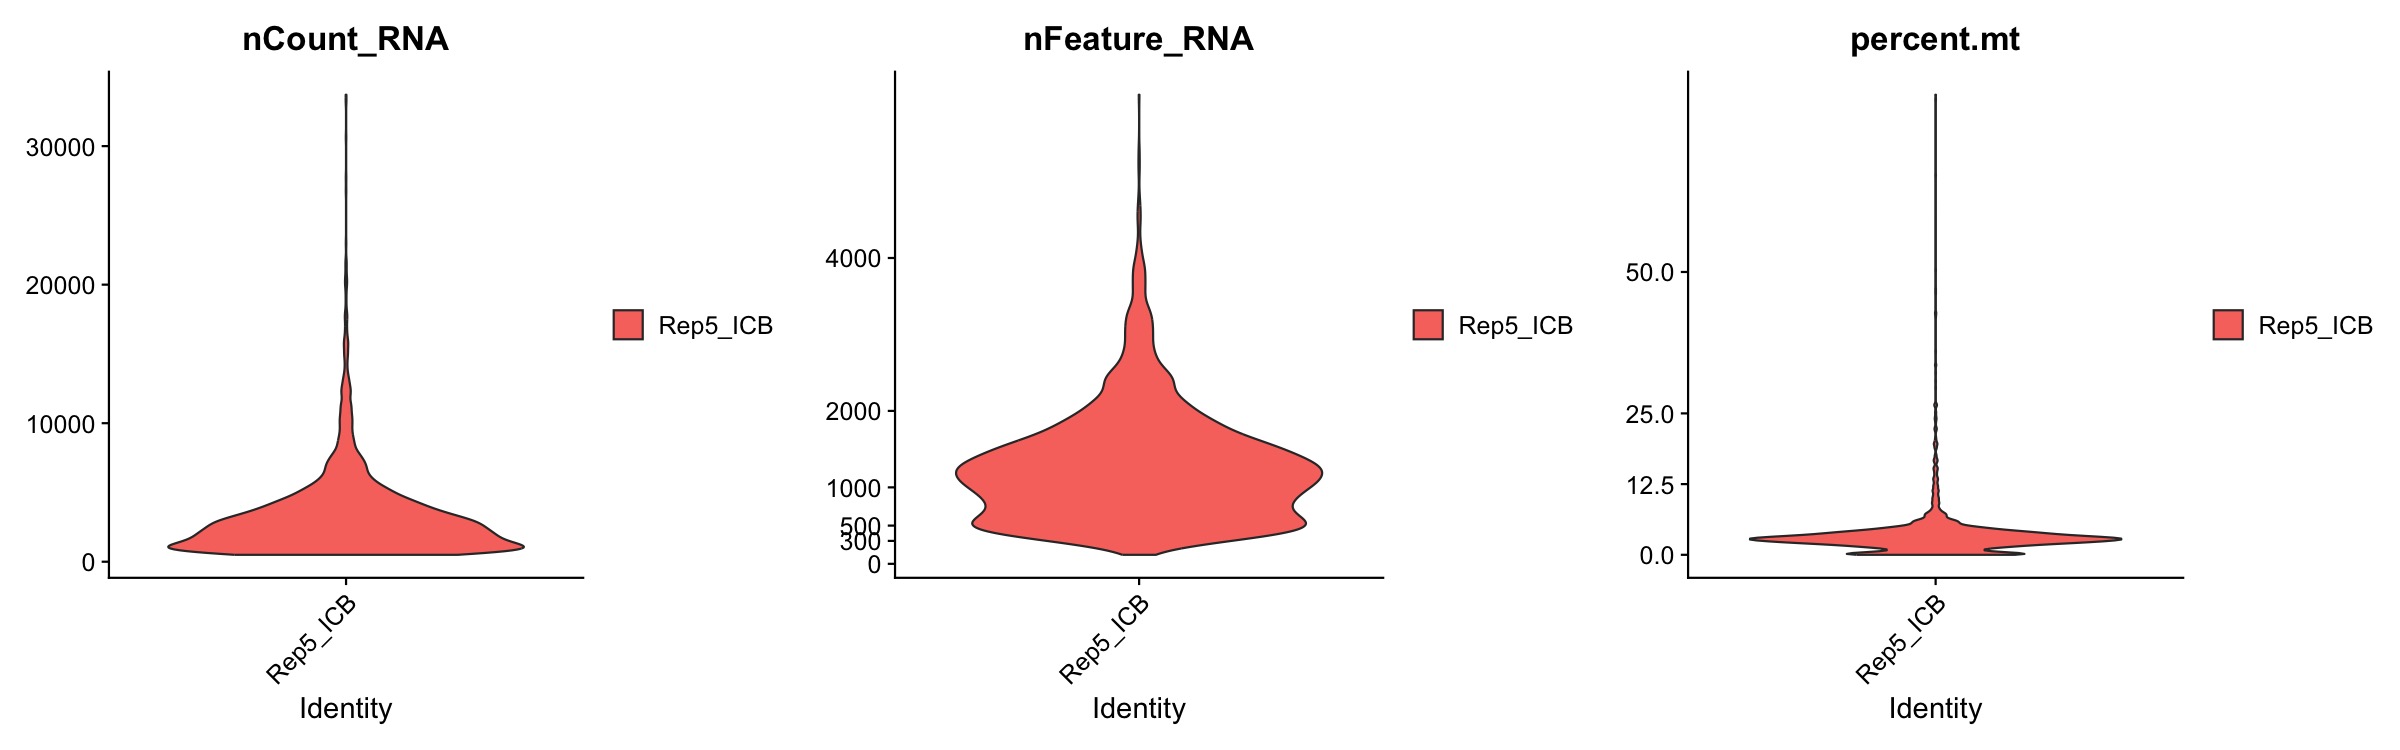 nCount_RNA
30000
20000
10000
0
Rep5_ICB
Identity
Rep5_ICB
nFeature_RNA
4000
2000
1000
500
300
0
Rep5_ICB
Identity
Rep5_ICB
percent.mt
50.0
25.0
12.5
0.0
Rep5_ICB
Identity
Rep5_ICB